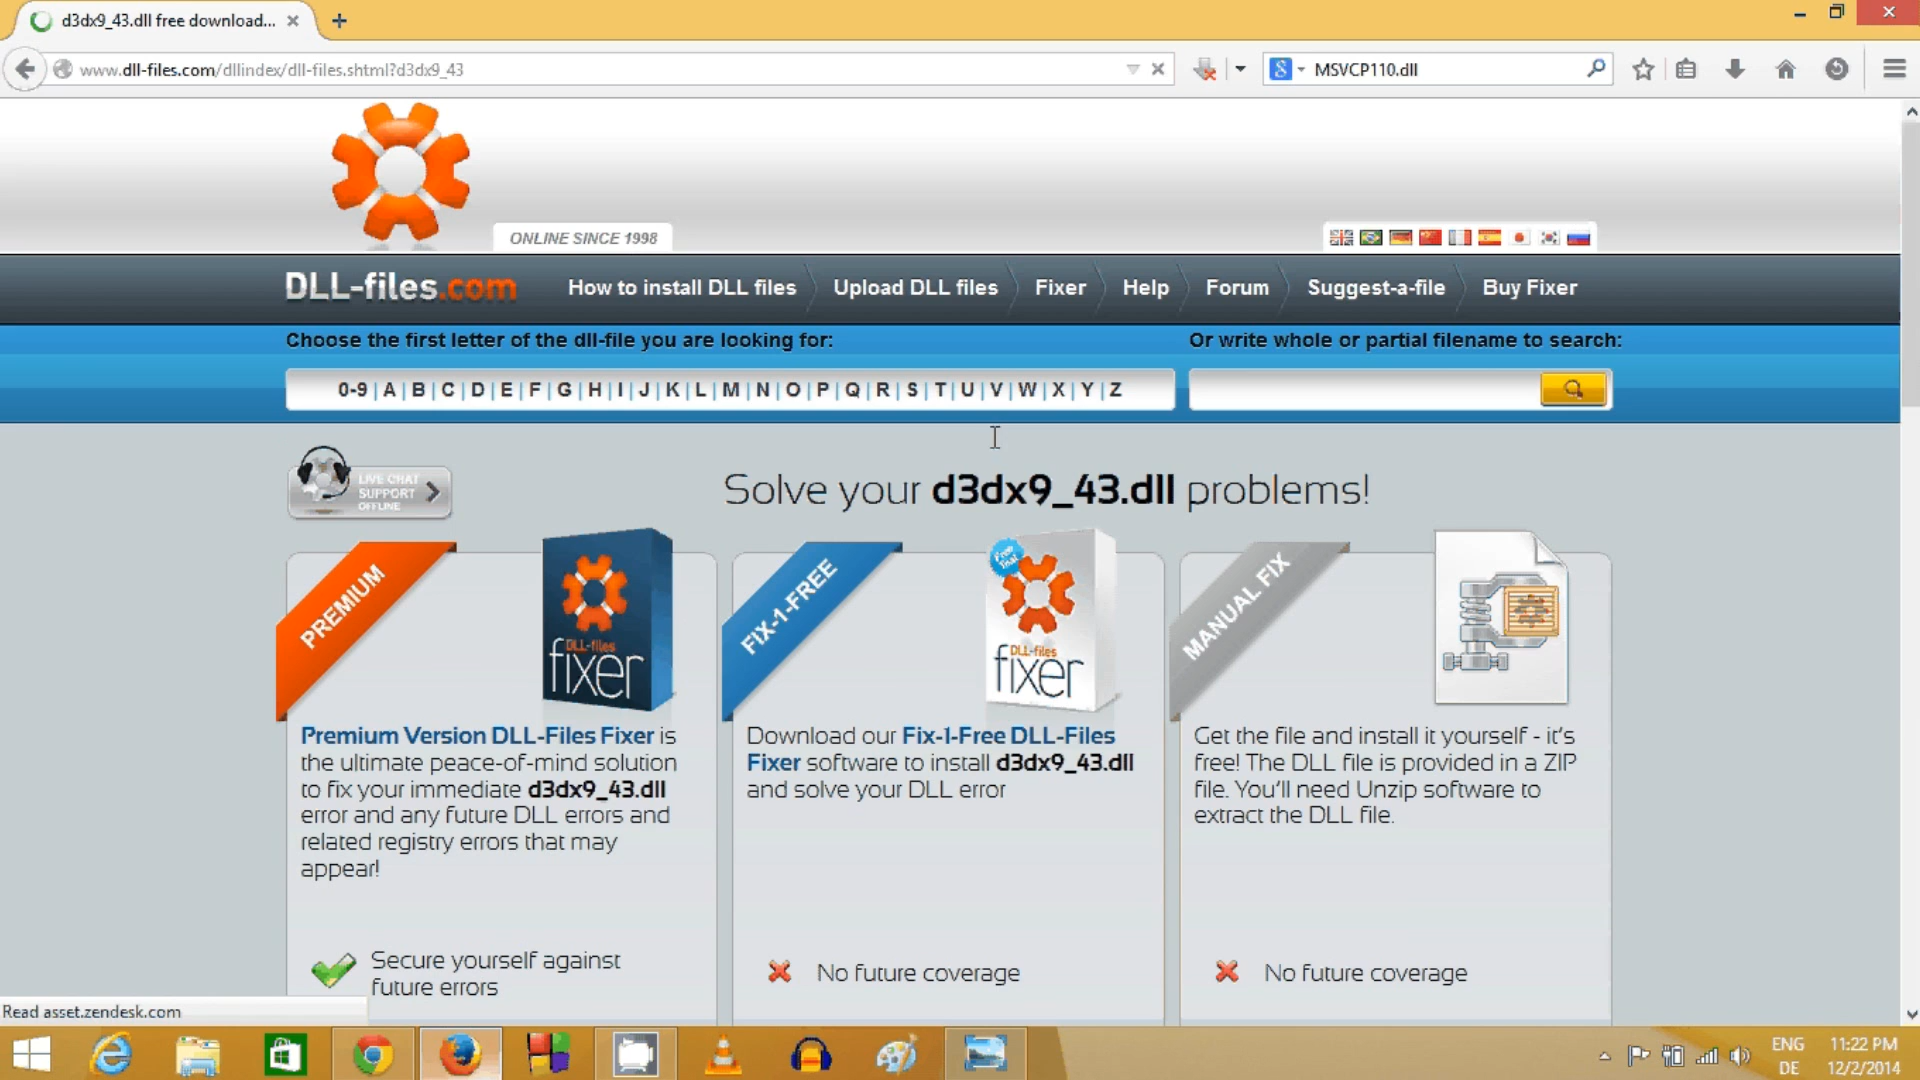 d3dx9_43.dll free download...
www.dll-files.com/dllindex/dll-files.shtml?d3dx9_43
MSVCP110.dll
ONLINE SINCE 1998
DLL-files.com
How to install DLL files
Upload DLL files
Fixer
Help
Forum
Suggest-a-file
Buy Fixer
Choose the first letter of the dll-file you are looking for:
Or write whole or partial filename to search:
0-9 | A | B | C | D | E | F | G | H | I | J | K | L | M | N | O | P | Q | R | S | T | U | V | W | X | Y | Z
LIVE CHAT
SUPPORT
OFFLINE
Solve your d3dx9_43.dll problems!
PREMIUM
DLL-files
fixer
Premium Version DLL-Files Fixer is
the ultimate peace-of-mind solution
to fix your immediate d3dx9_43.dll
error and any future DLL errors and
related registry errors that may
appear!
Secure yourself against
future errors
FIX-1-FREE
Free
Trial
DLL-files
fixer
Download our Fix-1-Free DLL-Files
Fixer software to install d3dx9_43.dll
and solve your DLL error
No future coverage
MANUAL FIX
Get the file and install it yourself - it's
free! The DLL file is provided in a ZIP
file. You'll need Unzip software to
extract the DLL file.
No future coverage
Read asset.zendesk.com
ENG
DE
11:22 PM
12/2/2014